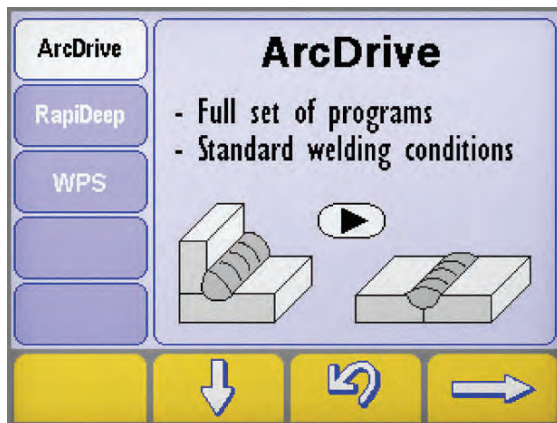 ArcDrive
RapiDeep
WPS
ArcDrive
- Full set of programs
- Standard welding conditions